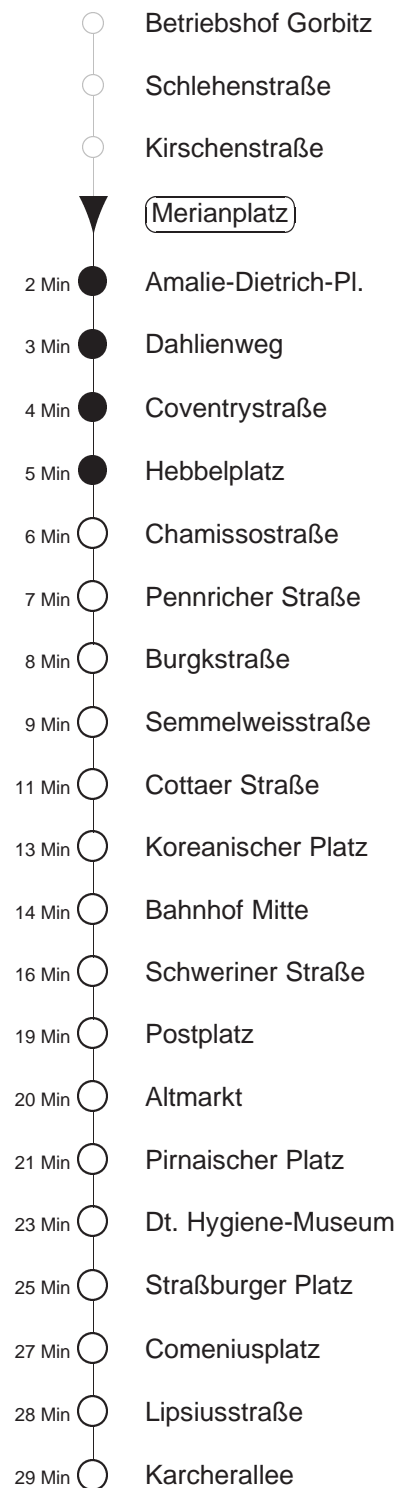 Betriebshof Gorbitz
Schlehenstraße
Kirschenstraße
Merianplatz
2 Min Amalie-Dietrich-Pl.
3 Min Dahlienweg
4 Min Coventrystraße
5 Min Hebbelplatz
6 Min Chamissostraße
7 Min Pennricher Straße
8 Min Burgkstraße
9 Min Semmelweisstraße
11 Min Cottaer Straße
13 Min Koreanischer Platz
14 Min Bahnhof Mitte
16 Min Schweriner Straße
19 Min Postplatz
20 Min Altmarkt
21 Min Pirnaischer Platz
23 Min Dt. Hygiene-Museum
25 Min Straßburger Platz
27 Min Comeniusplatz
28 Min Lipsiusstraße
29 Min Karcherallee